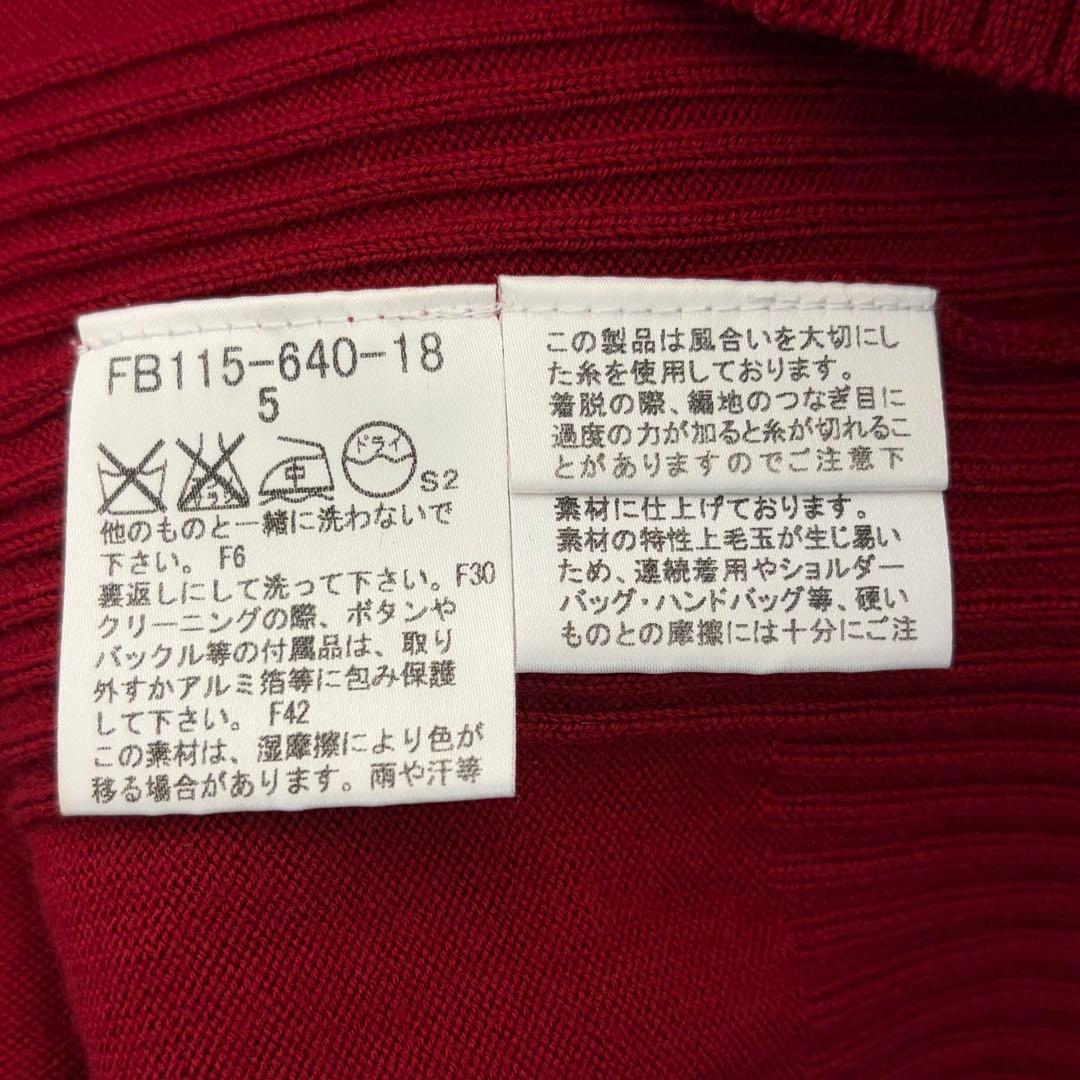 FB115-640-18
5
エンソ
中
ドライ
S2
他のものと一緒に洗わないで
下さい。 F6
裏返しにして洗って下さい。F30
クリーニングの際、ボタンや
バックル等の付属品は、取り
外すかアルミ箔等に包み保護
して下さい。 F42
この素材は、湿摩擦により色が
移る場合があります。雨や汗等
この製品は風合いを大切にし
た糸を使用しております。
着脱の際、編地のつなぎ目に
過度の力が加ると糸が切れるこ
とがありますのでご注意下
素材に仕上げております。
素材の特性上毛玉が生じ易い
ため、連続着用やショルダー
バッグ・ハンドバッグ等、硬い
ものとの摩擦には十分にご注